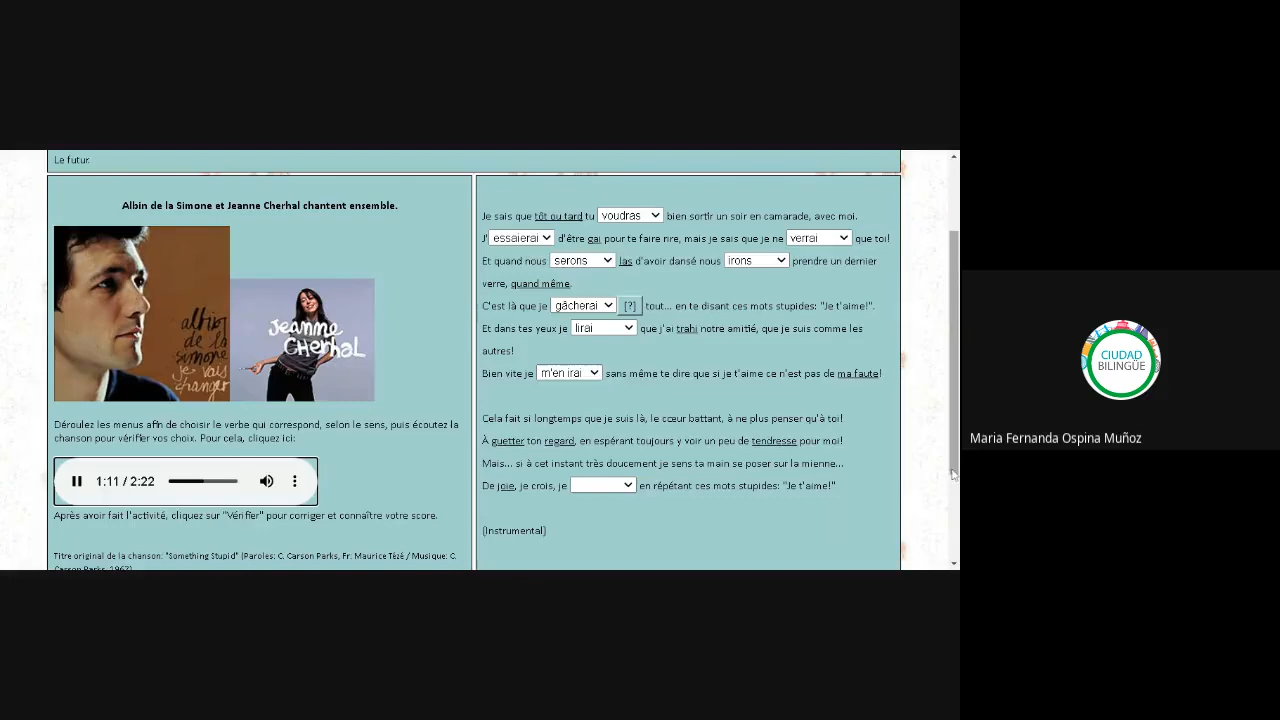 Le futur.
Albin de la Simone et Jeanne Cherhal chantent ensemble.
albin
de la
simone
je vais
changer
JEANNE
CHERHAL
Déroulez les menus afin de choisir le verbe qui correspond, selon le sens, puis écoutez la
chanson pour vérifier vos choix. Pour cela, cliquez ici:
1:11 / 2:22
Après avoir fait l'activité, cliquez sur "Vérifier" pour corriger et connaître votre score.
Titre original de la chanson: "Something Stupid" (Paroles: C. Carson Parks, Fr: Maurice Tézé / Musique: C.
Carson Parks, 1967)
Je sais que tôt ou tard tu voudras bien sortir un soir en camarade, avec moi.
J' essaierai d'être gai pour te faire rire, mais je sais que je ne verrai que toi!
Et quand nous serons las d'avoir dansé nous irons prendre un dernier
verre, quand même.
C'est là que je gâcherai [?] tout... en te disant ces mots stupides: "Je t'aime!".
Et dans tes yeux je lirai que j'ai trahi notre amitié, que je suis comme les
autres!
Bien vite je m'en irai sans même te dire que si je t'aime ce n'est pas de ma faute!
Cela fait si longtemps que je suis là, le cœur battant, à ne plus penser qu'à toi!
À guetter ton regard, en espérant toujours y voir un peu de tendresse pour moi!
Mais... si à cet instant très doucement je sens ta main se poser sur la mienne...
De joie, je crois, je en répétant ces mots stupides: "Je t'aime!"
(Instrumental)
CIUDAD
BILINGÜE
Maria Fernanda Ospina Muñoz